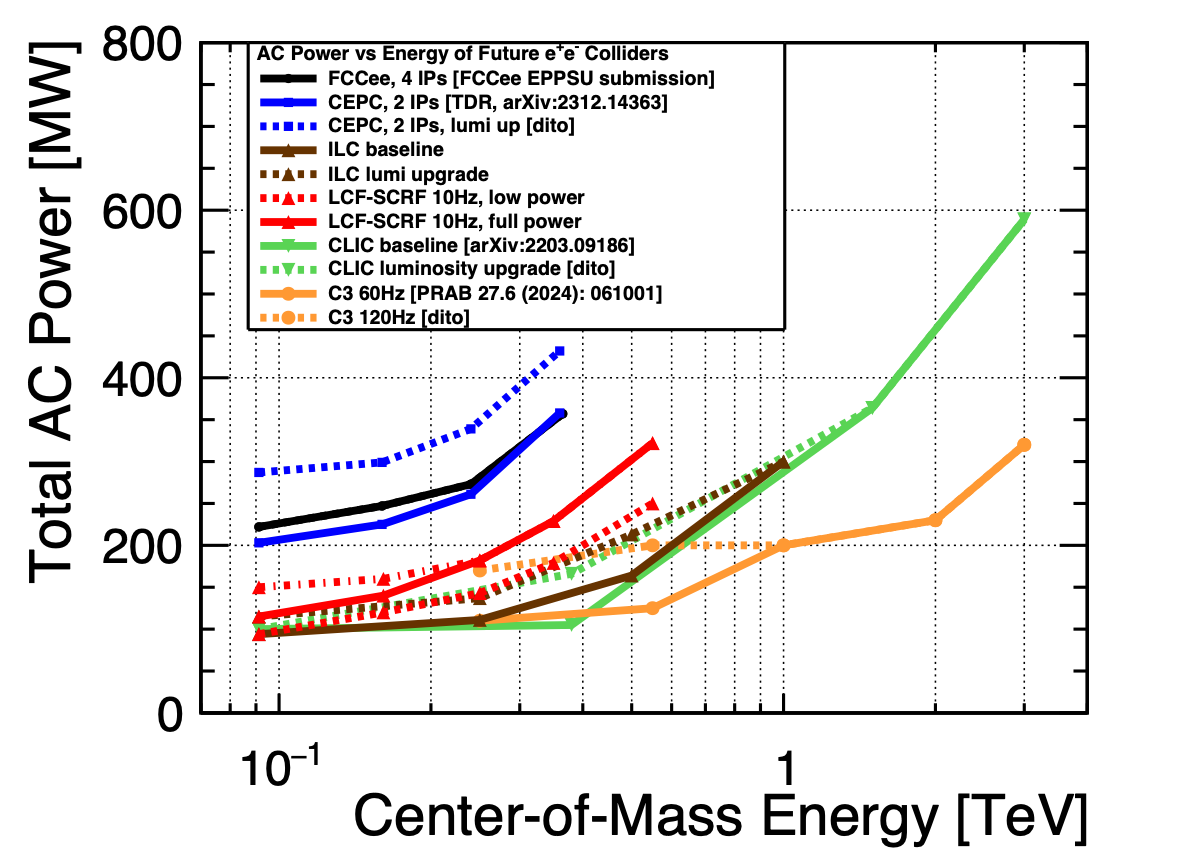 800
600
400
200
0
Total AC Power [MW]
AC Power vs Energy of Future e⁺e⁻ Colliders
FCCee, 4 IPs [FCCee EPPSU submission]
CEPC, 2 IPs [TDR, arXiv:2312.14363]
CEPC, 2 IPs, lumi up [dito]
ILC baseline
ILC lumi upgrade
LCF-SCRF 10Hz, low power
LCF-SCRF 10Hz, full power
CLIC baseline [arXiv:2203.09186]
CLIC luminosity upgrade [dito]
C3 60Hz [PRAB 27.6 (2024): 061001]
C3 120Hz [dito]
10⁻¹ 1
Center-of-Mass Energy [TeV]